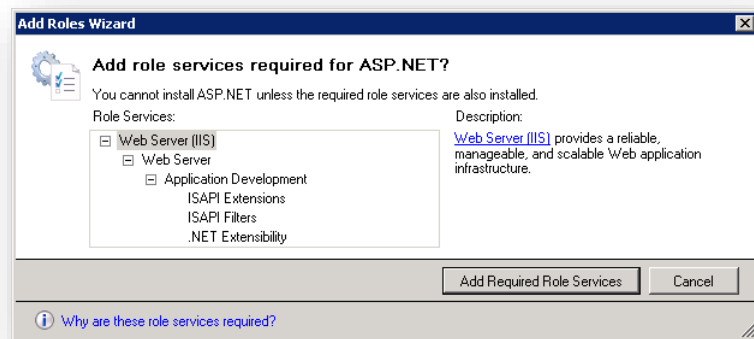 Add Roles Wizard
Add role services required for ASP.NET?
You cannot install ASP.NET unless the required role services are also installed.
Role Services:
Web Server (IIS)
Web Server
Application Development
ISAPI Extensions
ISAPI Filters
.NET Extensibility
Description:
Web Server (IIS) provides a reliable,
manageable, and scalable Web application
infrastructure.
Add Required Role Services
Cancel
Why are these role services required?